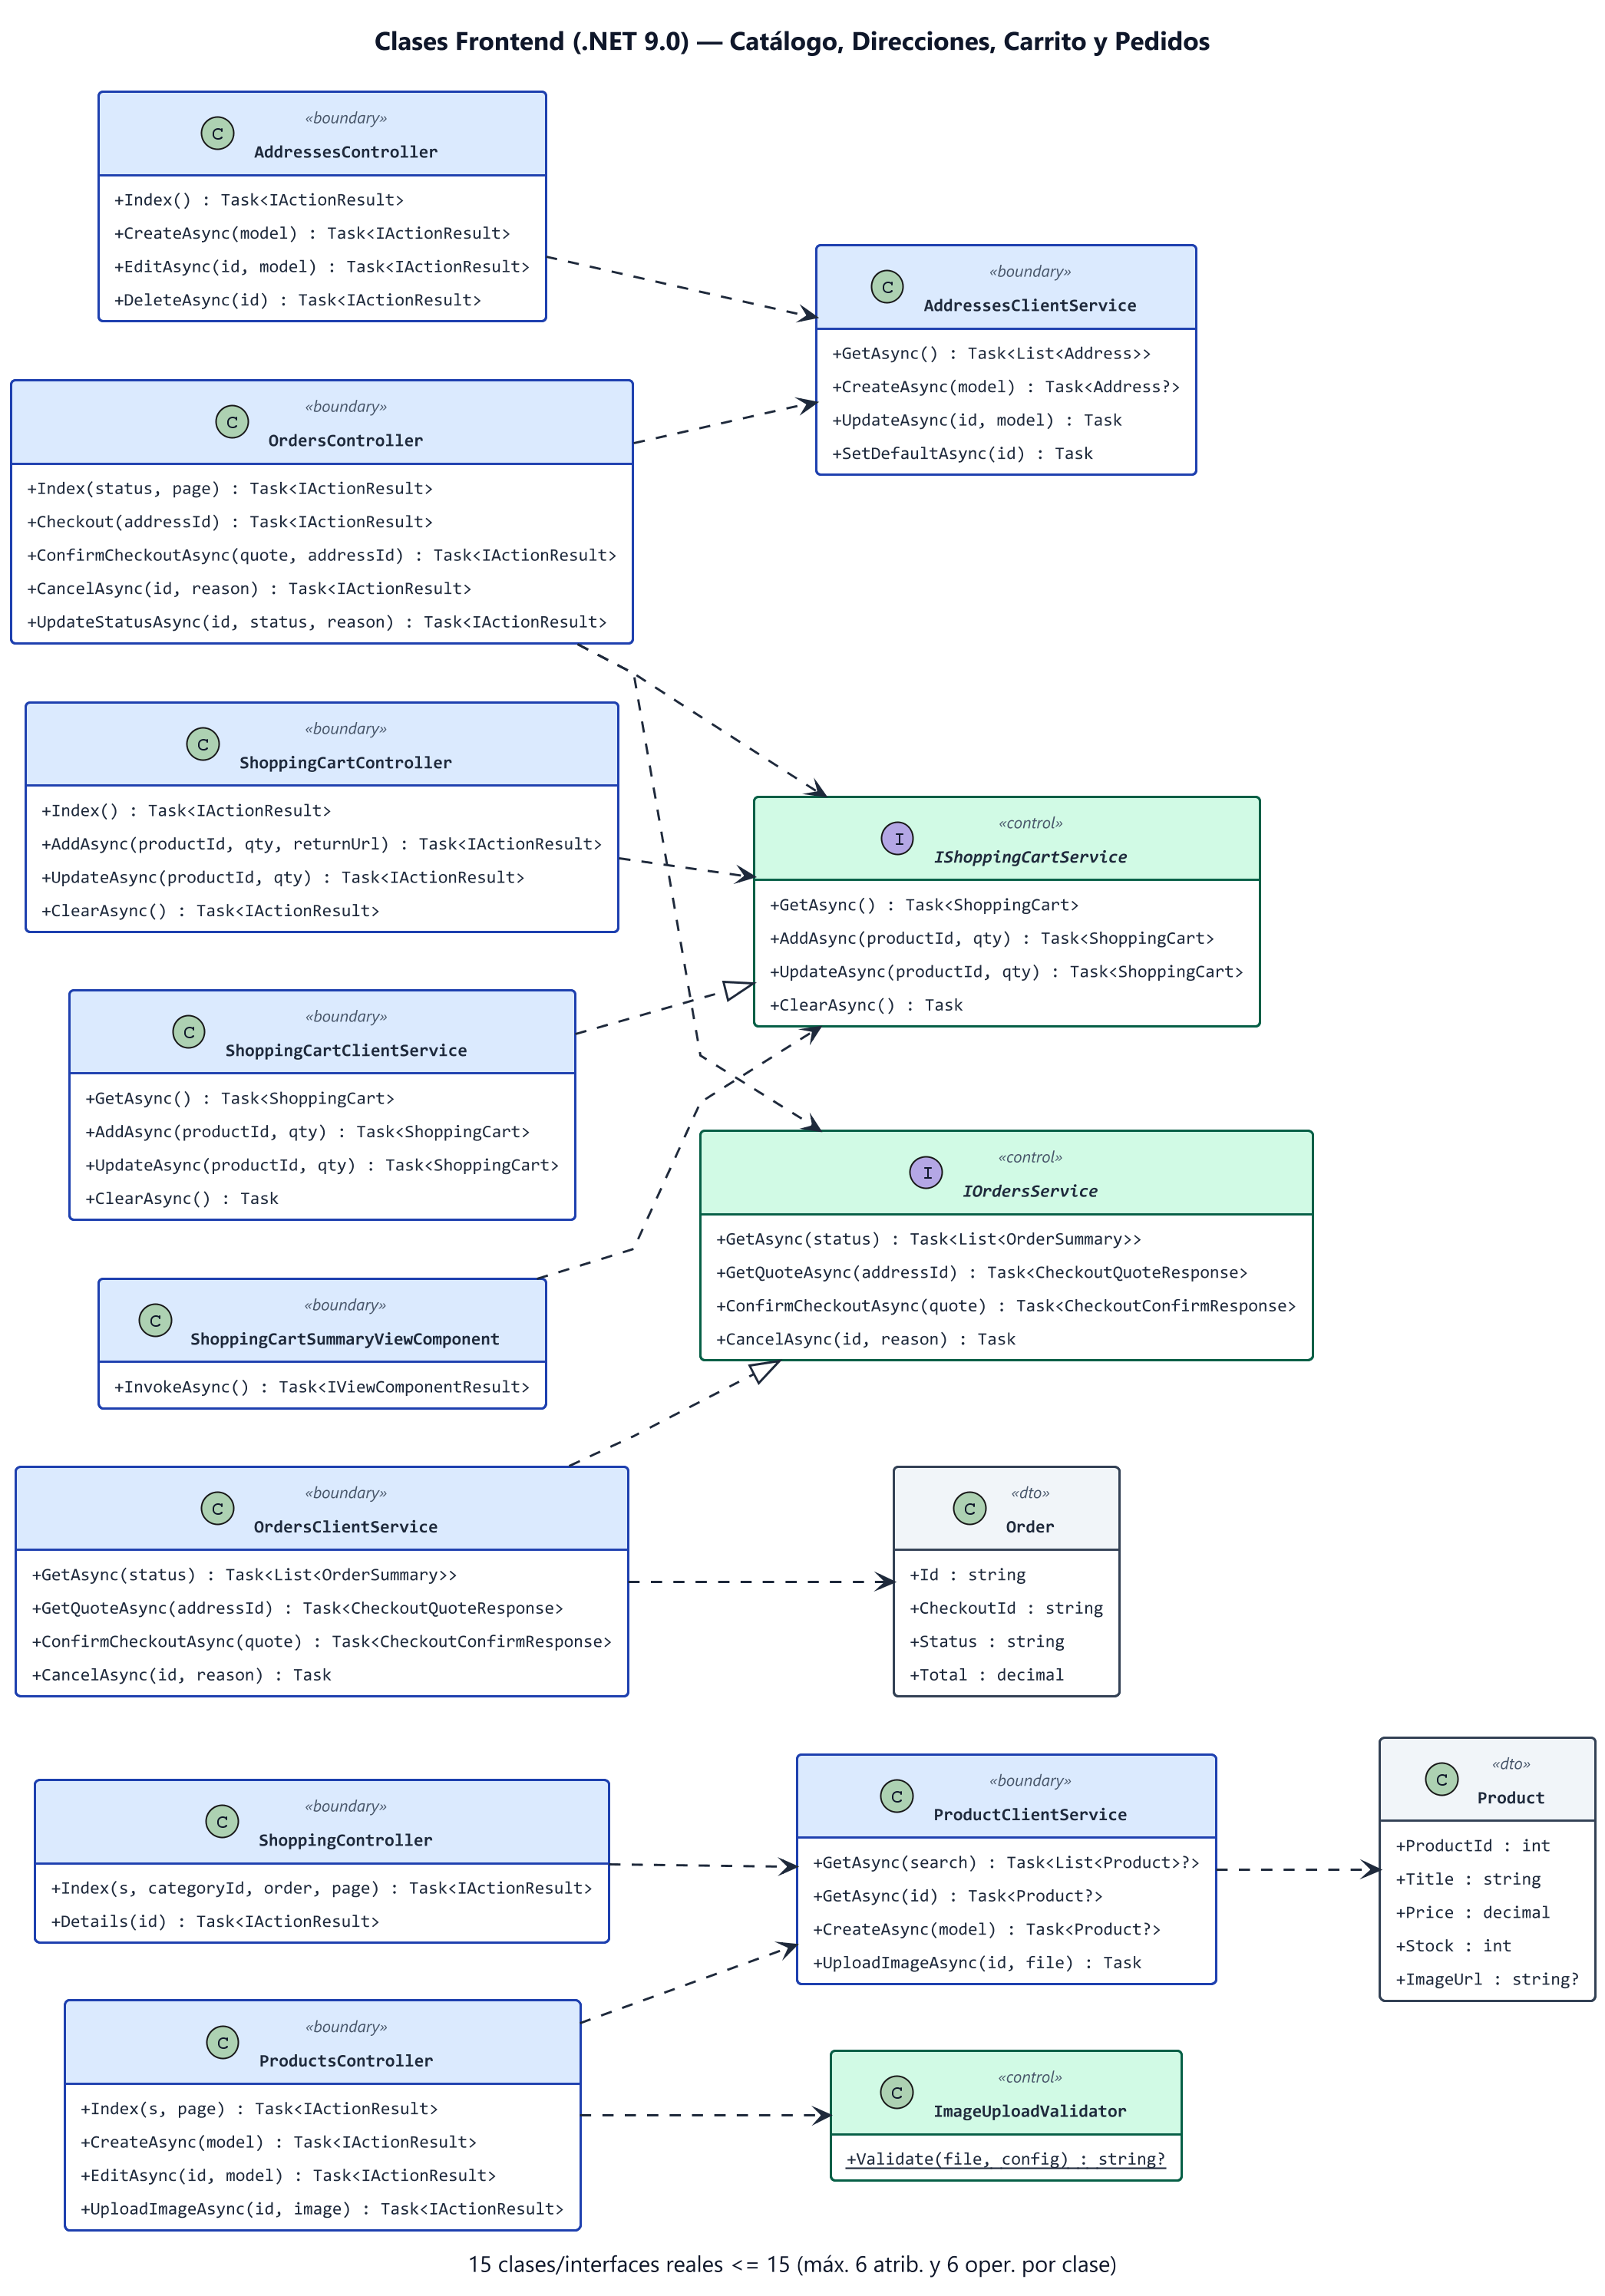 Clases Frontend (.NET 9.0) — Catálogo, Direcciones, Carrito y Pedidos
«boundary»
C
AddressesController
+Index() : Task<IActionResult>
+CreateAsync(model) : Task<IActionResult>
+EditAsync(id, model) : Task<IActionResult>
+DeleteAsync(id) : Task<IActionResult>
«boundary»
C
AddressesClientService
+GetAsync() : Task<List<Address>>
+CreateAsync(model) : Task<Address?>
+UpdateAsync(id, model) : Task
+SetDefaultAsync(id) : Task
«boundary»
C
OrdersController
+Index(status, page) : Task<IActionResult>
+Checkout(addressId) : Task<IActionResult>
+ConfirmCheckoutAsync(quote, addressId) : Task<IActionResult>
+CancelAsync(id, reason) : Task<IActionResult>
+UpdateStatusAsync(id, status, reason) : Task<IActionResult>
«boundary»
C
ShoppingCartController
+Index() : Task<IActionResult>
+AddAsync(productId, qty, returnUrl) : Task<IActionResult>
+UpdateAsync(productId, qty) : Task<IActionResult>
+ClearAsync() : Task<IActionResult>
«control»
I
IShoppingCartService
+GetAsync() : Task<ShoppingCart>
+AddAsync(productId, qty) : Task<ShoppingCart>
+UpdateAsync(productId, qty) : Task<ShoppingCart>
+ClearAsync() : Task
«boundary»
C
ShoppingCartClientService
+GetAsync() : Task<ShoppingCart>
+AddAsync(productId, qty) : Task<ShoppingCart>
+UpdateAsync(productId, qty) : Task<ShoppingCart>
+ClearAsync() : Task
«control»
I
IOrdersService
+GetAsync(status) : Task<List<OrderSummary>>
+GetQuoteAsync(addressId) : Task<CheckoutQuoteResponse>
+ConfirmCheckoutAsync(quote) : Task<CheckoutConfirmResponse>
+CancelAsync(id, reason) : Task
«boundary»
C
ShoppingCartSummaryViewComponent
+InvokeAsync() : Task<IViewComponentResult>
«boundary»
C
OrdersClientService
+GetAsync(status) : Task<List<OrderSummary>>
+GetQuoteAsync(addressId) : Task<CheckoutQuoteResponse>
+ConfirmCheckoutAsync(quote) : Task<CheckoutConfirmResponse>
+CancelAsync(id, reason) : Task
«dto»
C
Order
+Id : string
+CheckoutId : string
+Status : string
+Total : decimal
«boundary»
C
ShoppingController
+Index(s, categoryId, order, page) : Task<IActionResult>
+Details(id) : Task<IActionResult>
«boundary»
C
ProductClientService
+GetAsync(search) : Task<List<Product>?>
+GetAsync(id) : Task<Product?>
+CreateAsync(model) : Task<Product?>
+UploadImageAsync(id, file) : Task
«dto»
C
Product
+ProductId : int
+Title : string
+Price : decimal
+Stock : int
+ImageUrl : string?
«boundary»
C
ProductsController
+Index(s, page) : Task<IActionResult>
+CreateAsync(model) : Task<IActionResult>
+EditAsync(id, model) : Task<IActionResult>
+UploadImageAsync(id, image) : Task<IActionResult>
«control»
C
ImageUploadValidator
+Validate(file, config) : string?
15 clases/interfaces reales <= 15 (máx. 6 atrib. y 6 oper. por clase)